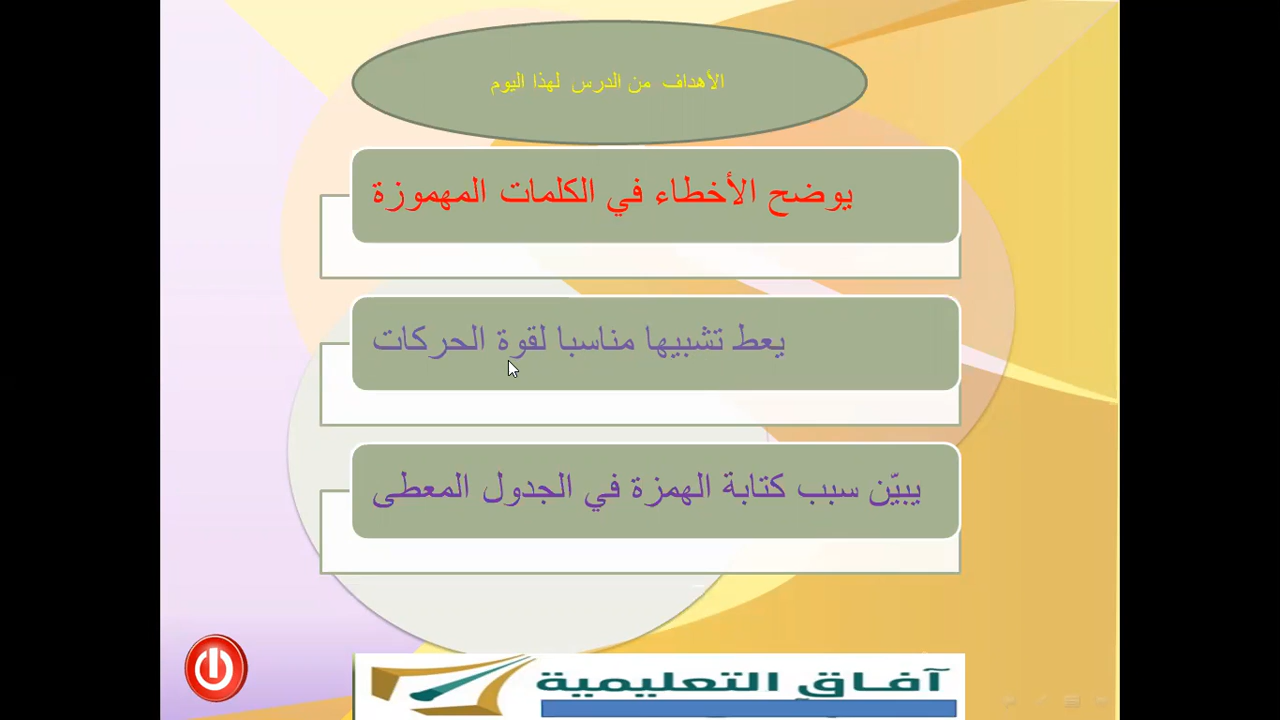 الأهداف من الدرس لهذا اليوم
يوضح الأخطاء في الكلمات المهموزة
يعط تشبيها مناسبا لقوة الحركات
يبيّن سبب كتابة الهمزة في الجدول المعطى
آفـاق التعليمية